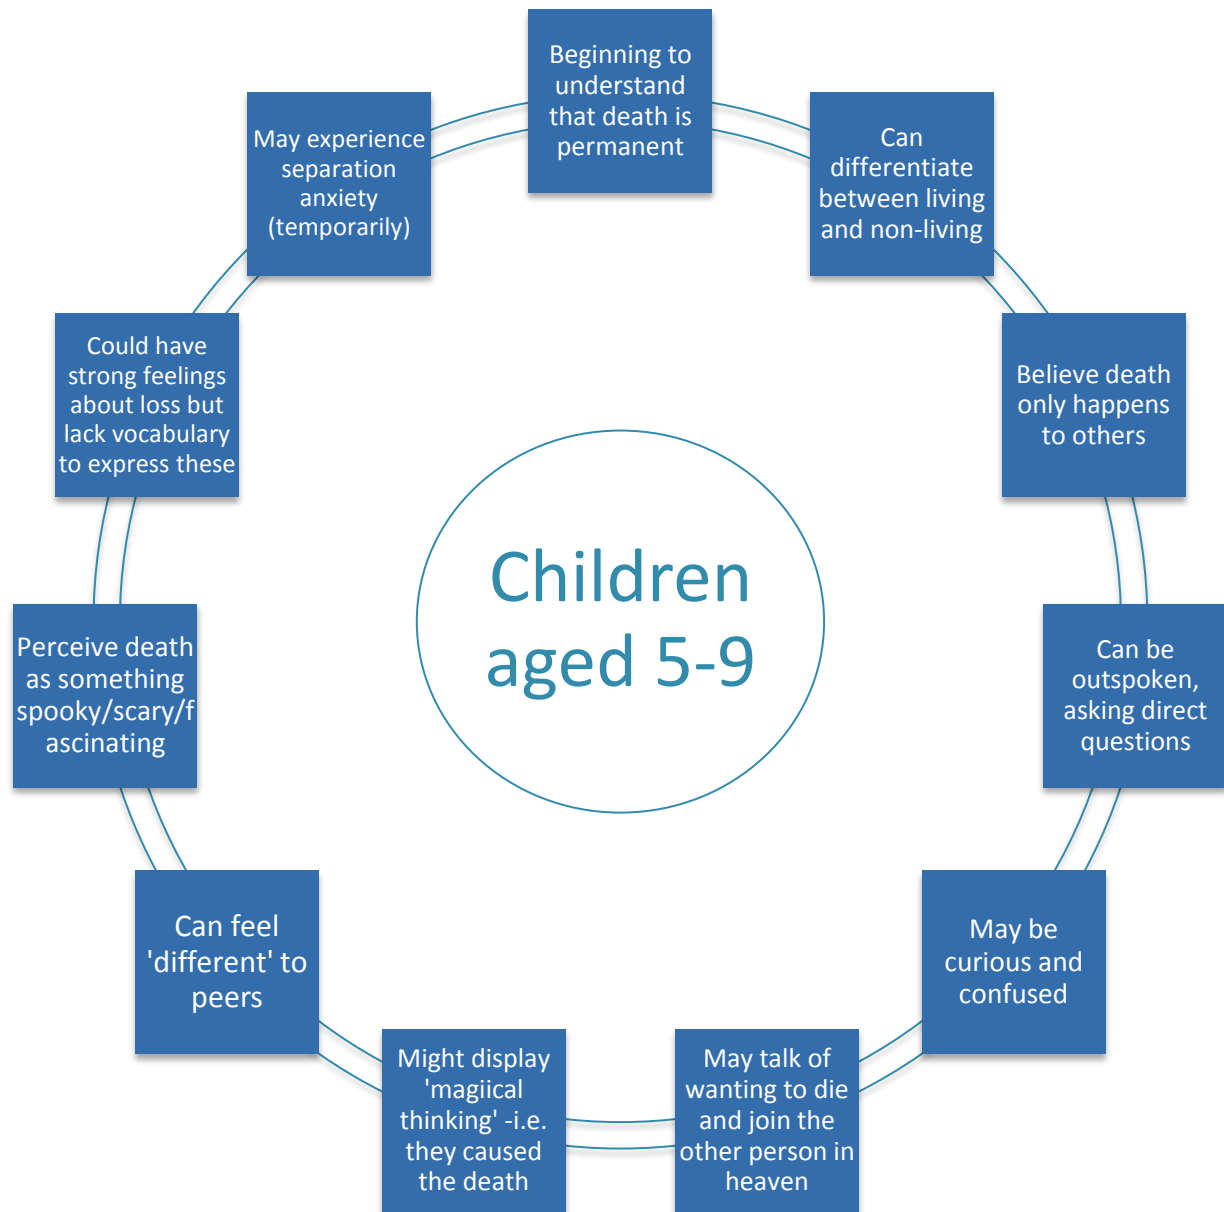 Beginning to
understand
that death is
permanent
Can
differentiate
between living
and non-living
Believe death
only happens
to others
Can be
outspoken,
asking direct
questions
May be
curious and
confused
May talk of
wanting to die
and join the
other person in
heaven
Might display
'magiical
thinking' -i.e.
they caused
the death
Can feel
'different' to
peers
Perceive death
as something
spooky/scary/f
ascinating
Could have
strong feelings
about loss but
lack vocabulary
to express these
May experience
separation
anxiety
(temporarily)
Children
aged 5-9